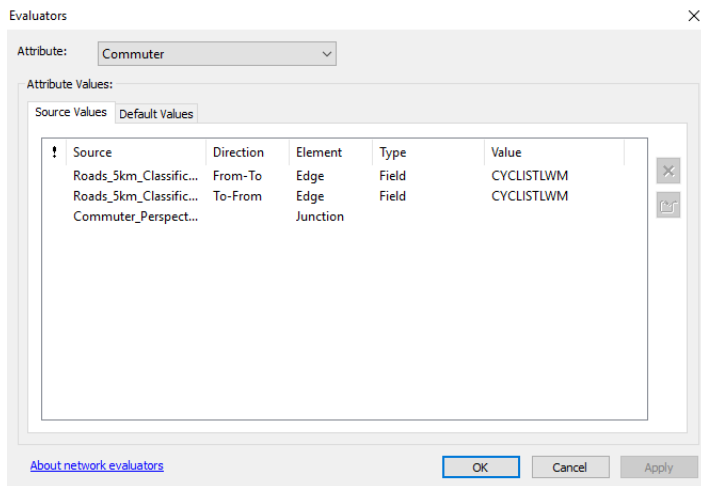 Evaluators
Attribute: Commuter
Attribute Values:
Source Values Default Values
! Source Direction Element Type Value
Roads_5km_Classific... From-To Edge Field CYCLISTLWM
Roads_5km_Classific... To-From Edge Field CYCLISTLWM
Commuter_Perspect... Junction
About network evaluators OK Cancel Apply